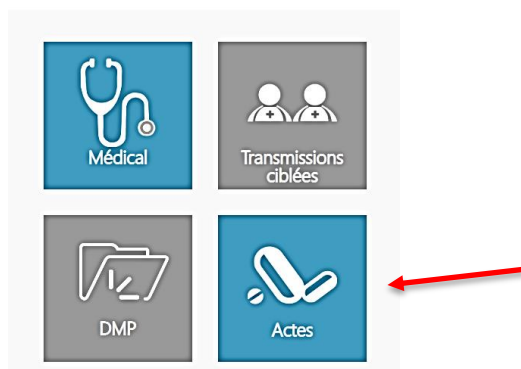 Médical
Transmissions
ciblées
DMP
Actes